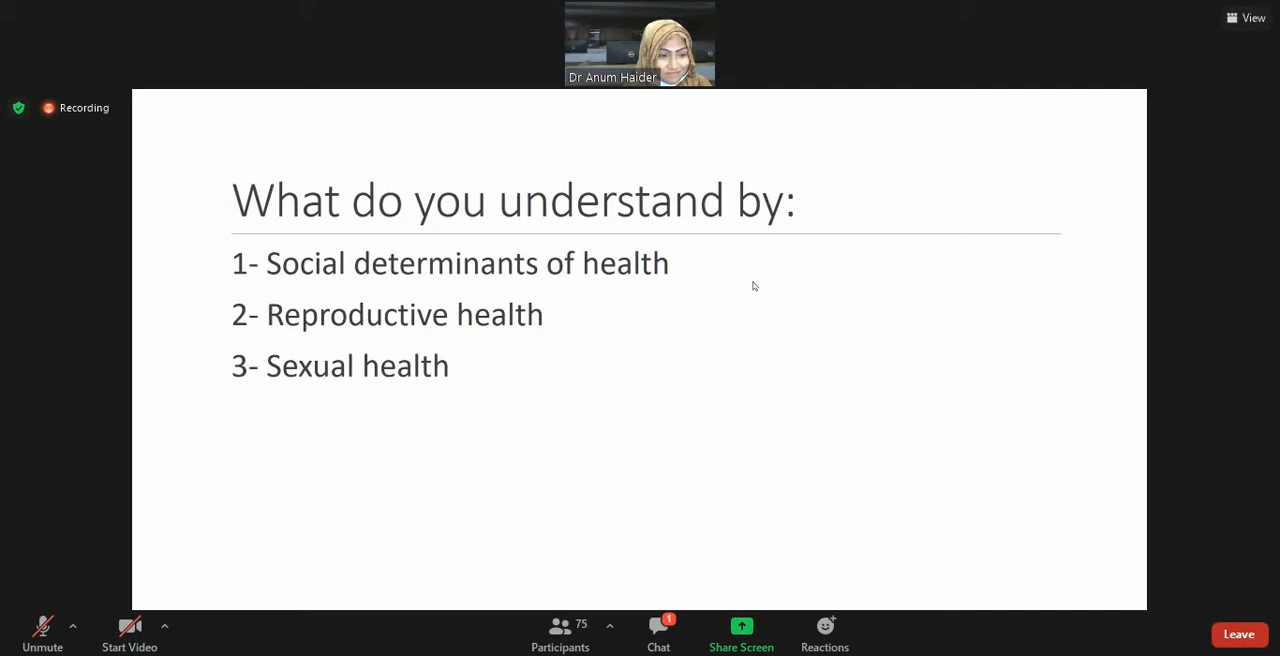 View
Dr Anum Haider
Recording
What do you understand by:
1- Social determinants of health
2- Reproductive health
3- Sexual health
75
1
Unmute
Start Video
Participants
Chat
Share Screen
Reactions
Leave